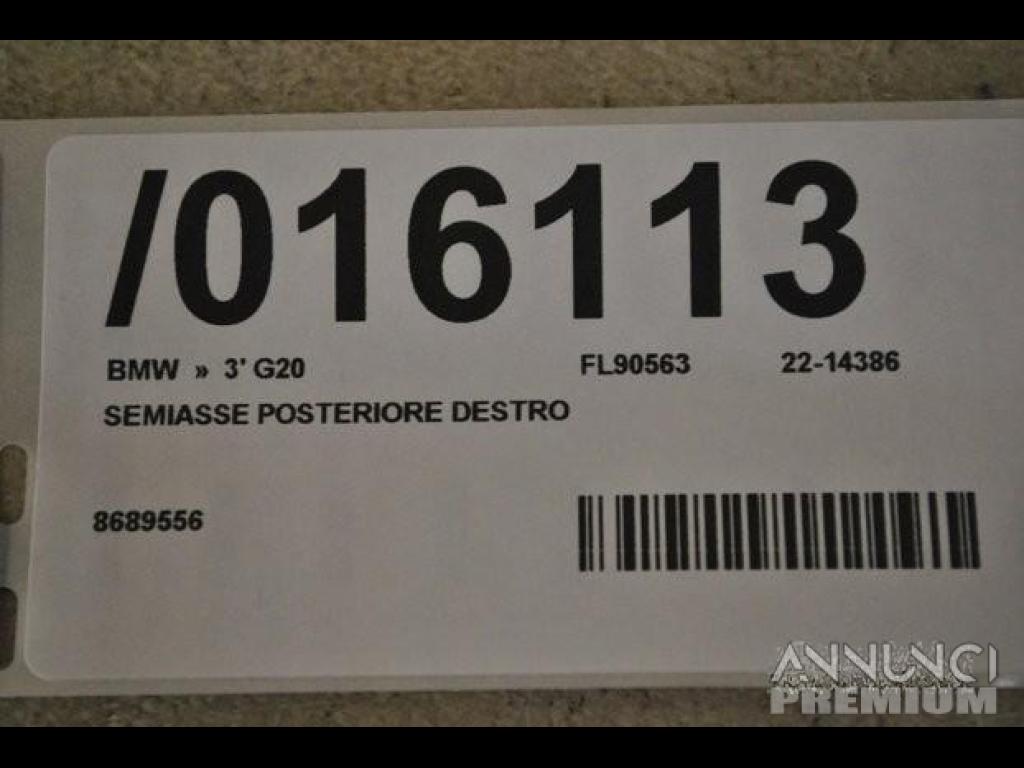 /016113
BMW » 3' G20 FL90563 22-14386
SEMIASSE POSTERIORE DESTRO
8689556
ANNUNCI
PREMIUM